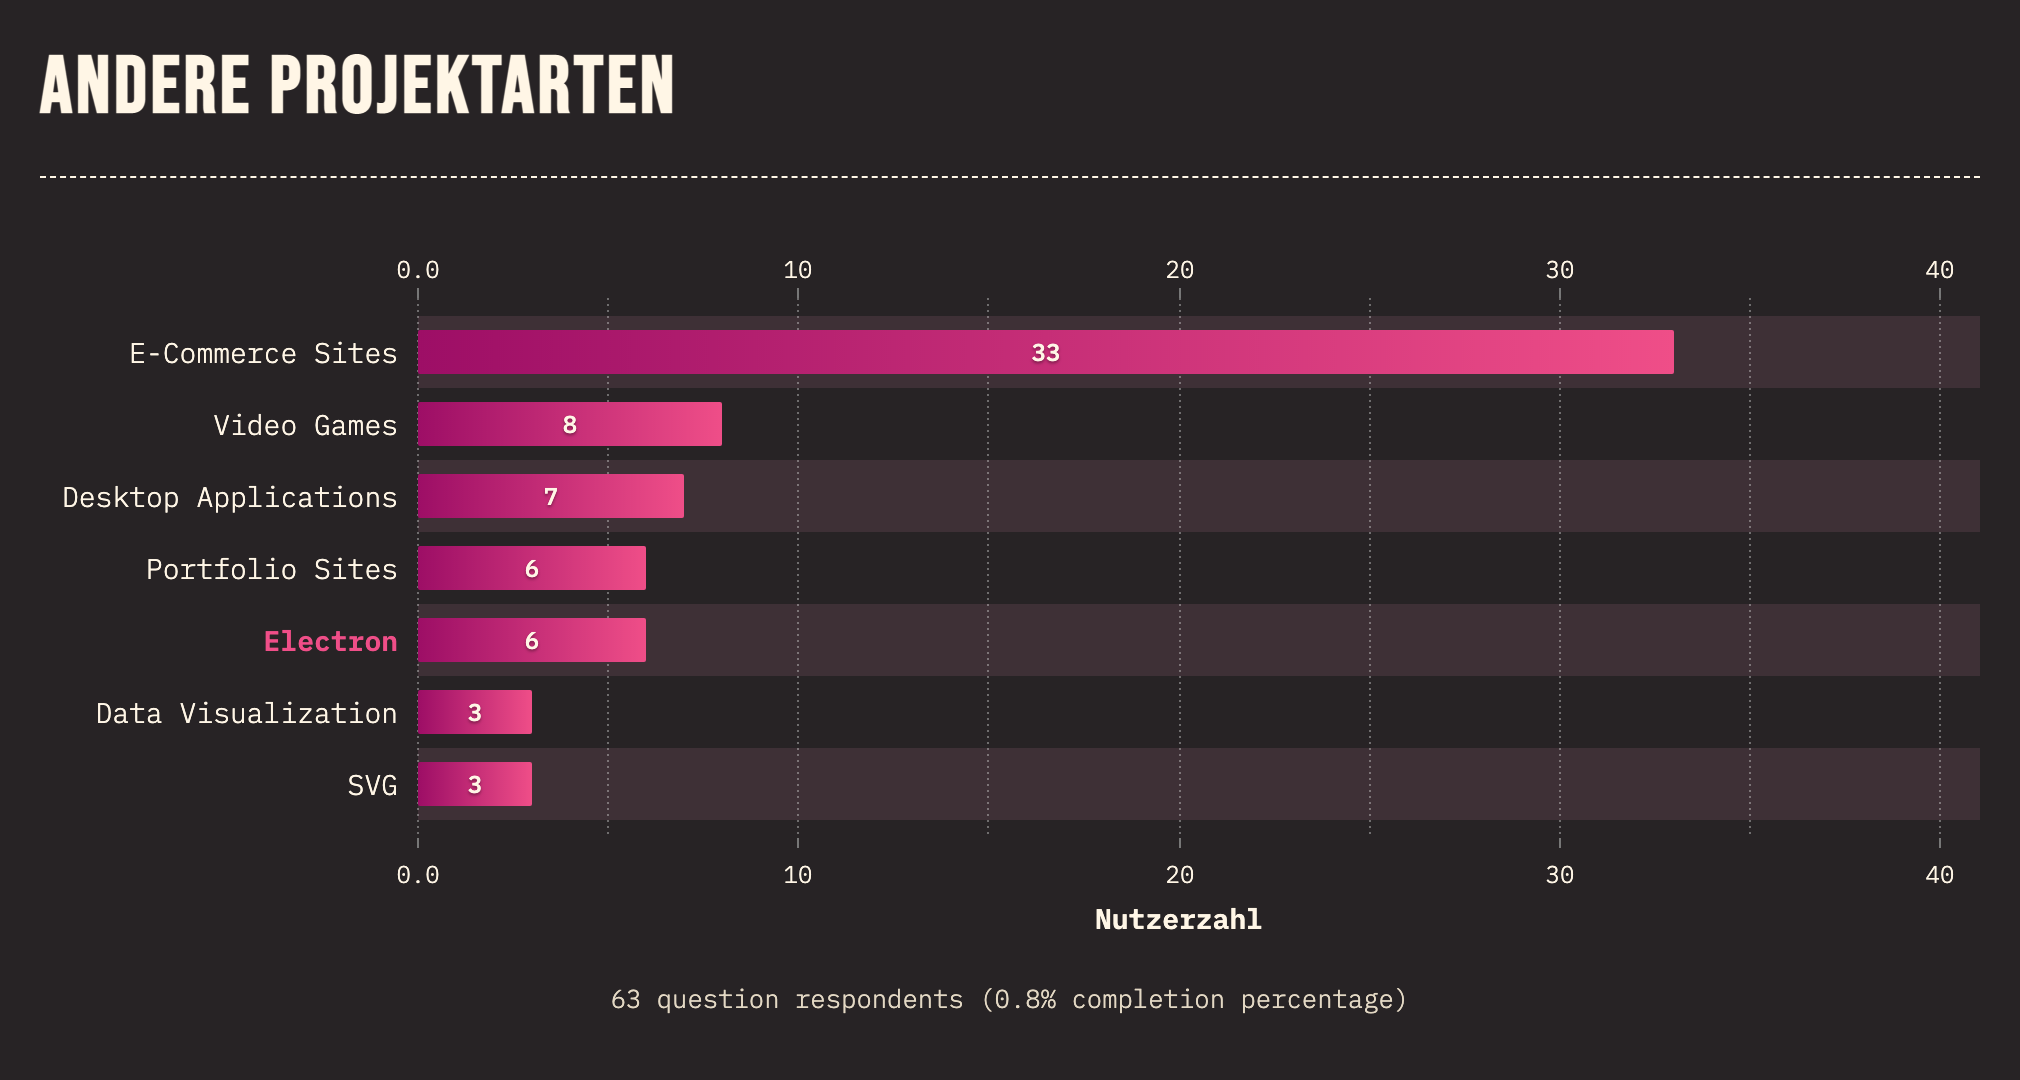 ANDERE PROJEKTARTEN
0.0 10 20 30 40
E-Commerce Sites 33
Video Games 8
Desktop Applications 7
Portfolio Sites 6
Electron 6
Data Visualization 3
SVG 3
0.0 10 20 30 40
Nutzerzahl
63 question respondents (0.8% completion percentage)